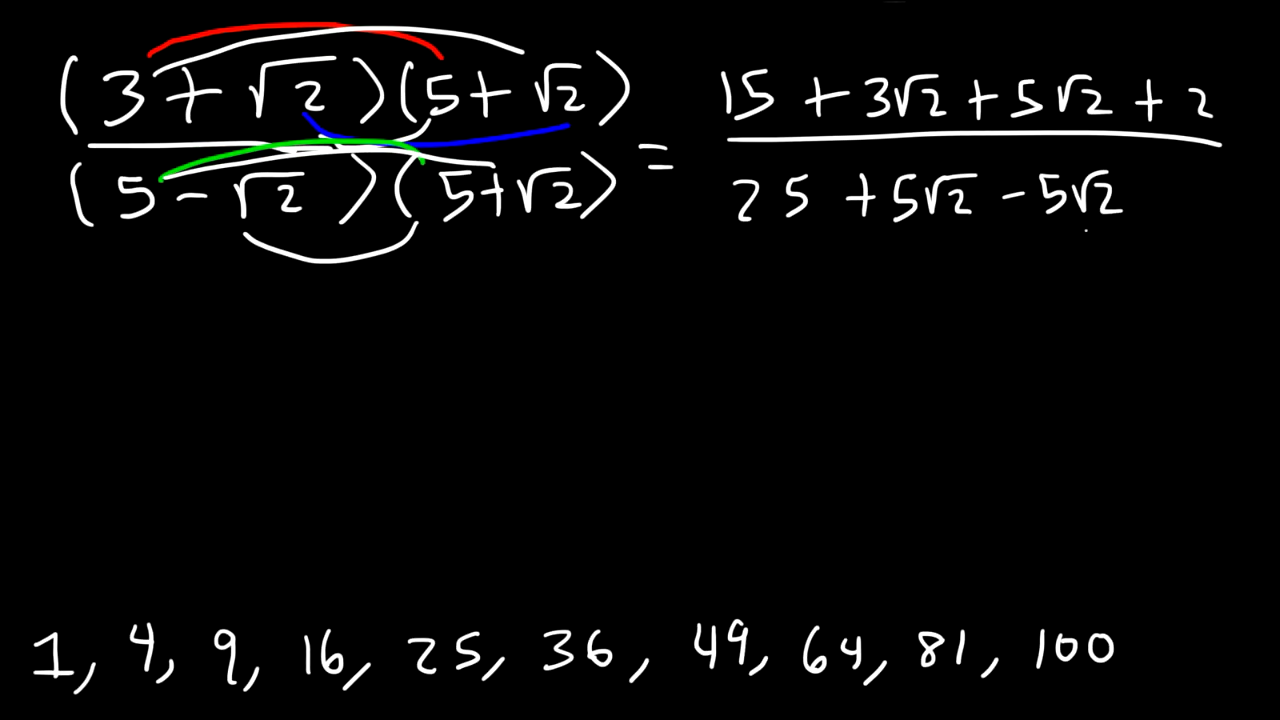 (3+√2)(5+√2) / (5-√2)(5+√2) = 15+3√2+5√2+2 / 25+5√2-5√2
1, 4, 9, 16, 25, 36, 49, 64, 81, 100